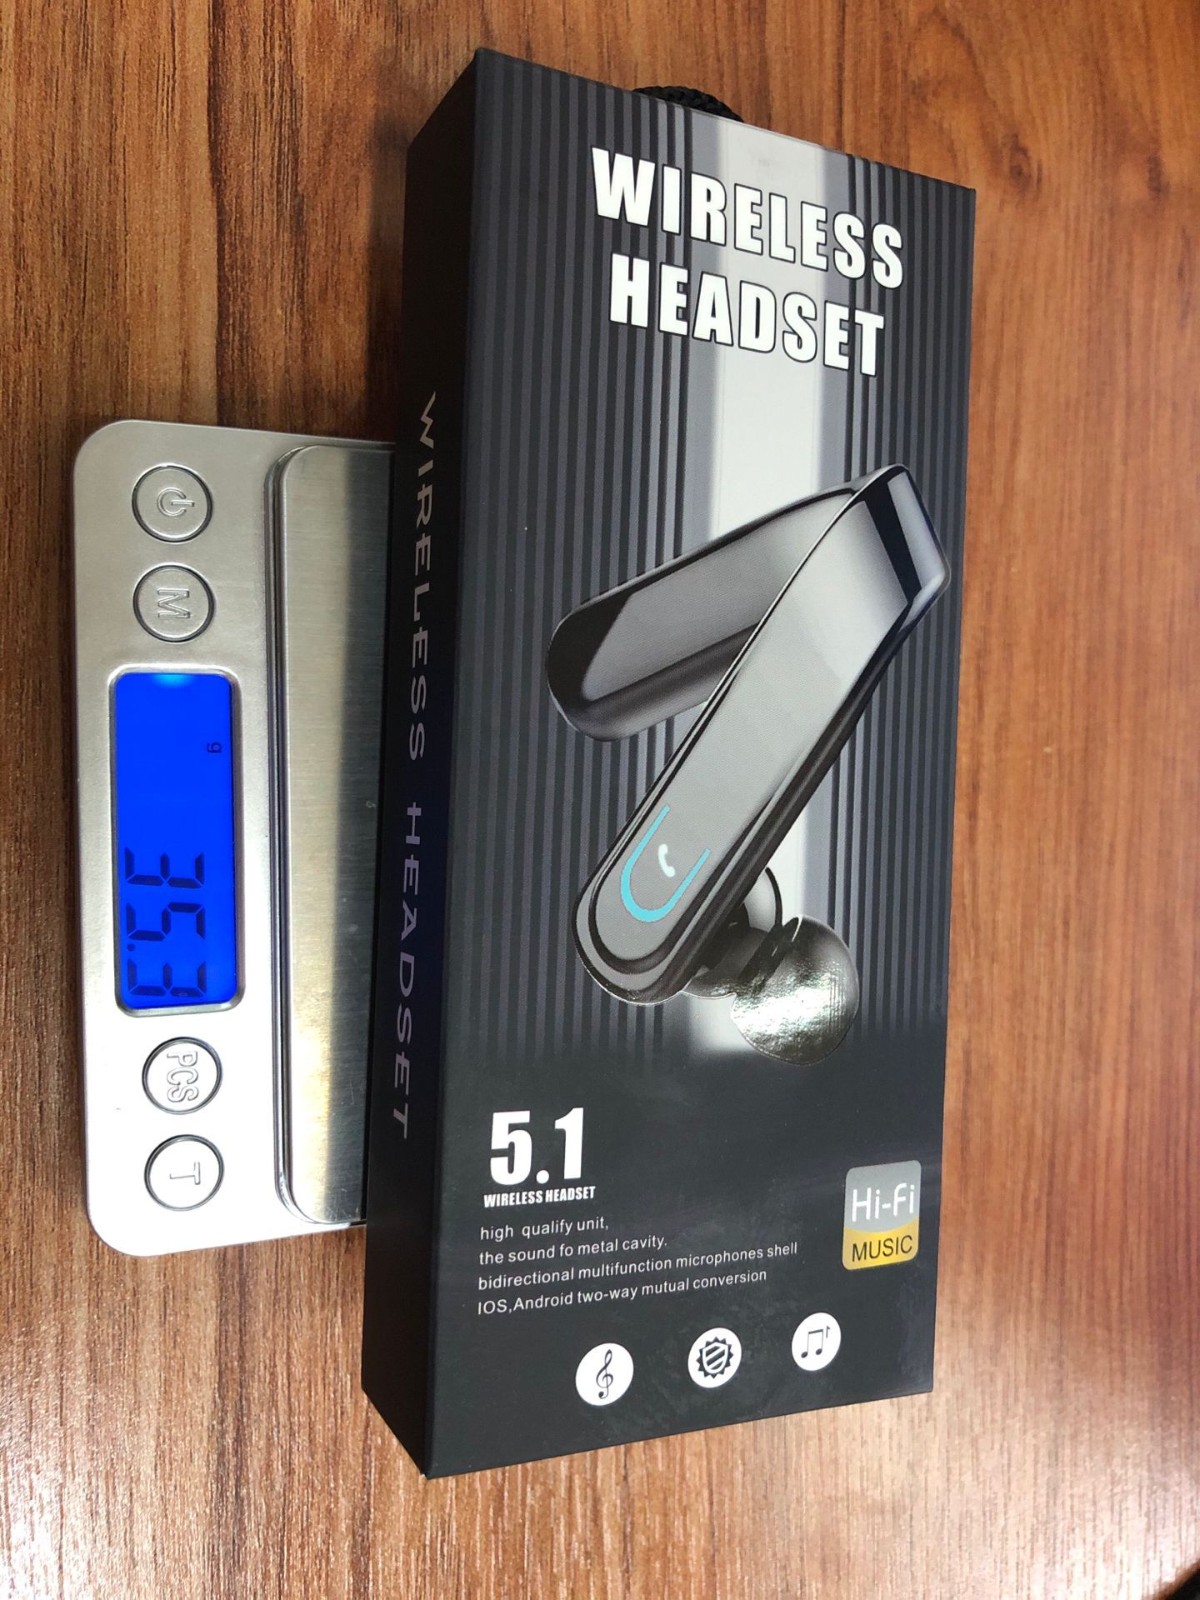 WIRELESS
HEADSET
WIRELESS HEADSET
5.1
WIRELESS HEADSET
high qualify unit,
the sound fo metal cavity.
bidirectional multifunction microphones shell
IOS,Android two-way mutual conversion
Hi-Fi
MUSIC
M
g
35.3
PCS
T